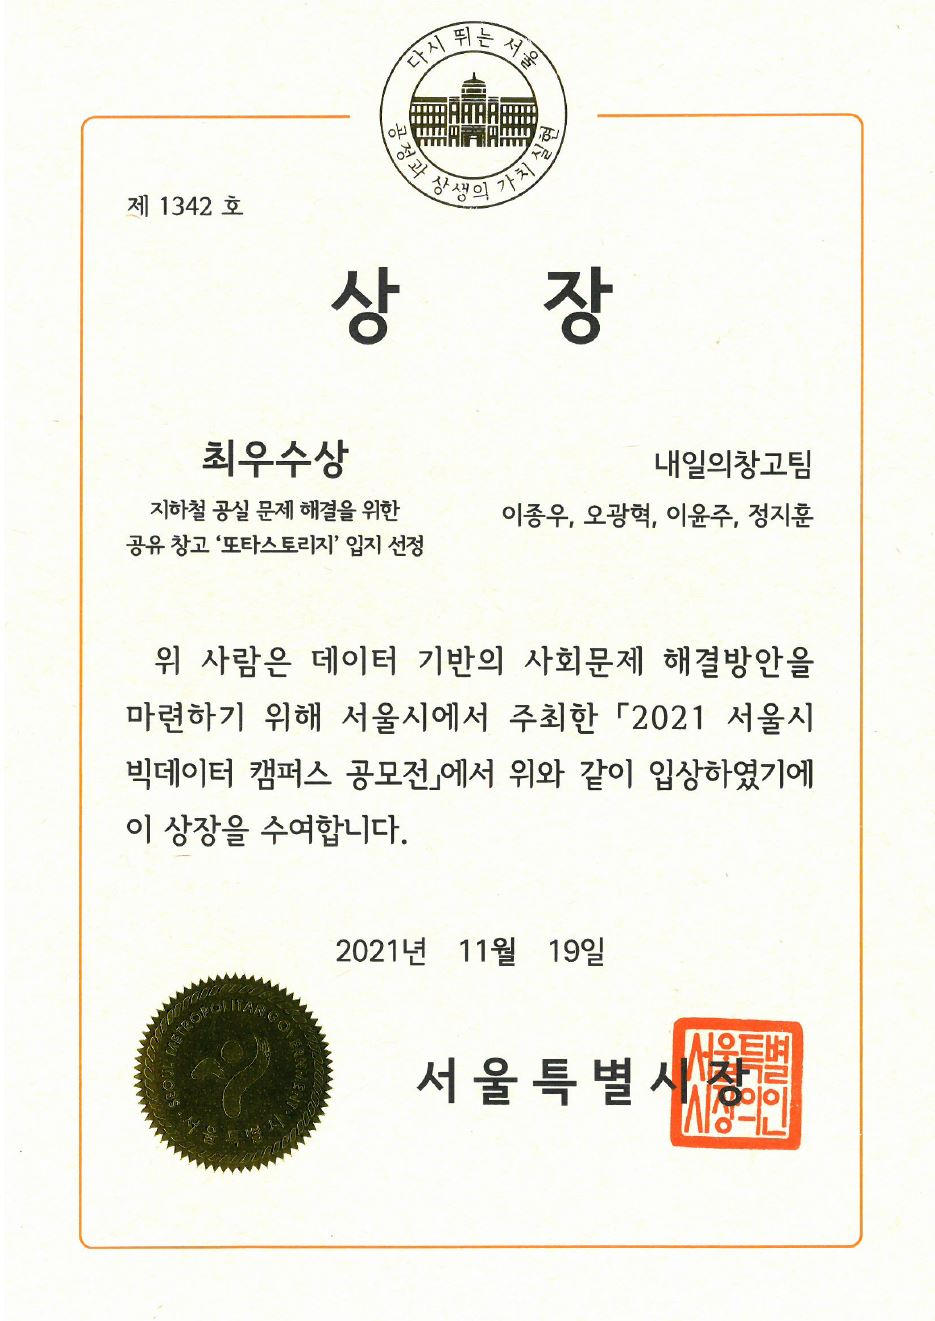 다시 뛰는 서울
공정과 상생의 가치 실현
제 1342 호
상 장
최우수상
지하철 공실 문제 해결을 위한
공유 창고 ‘또타스토리지’ 입지 선정
내일의창고팀
이종우, 오광혁, 이윤주, 정지훈
위 사람은 데이터 기반의 사회문제 해결방안을
마련하기 위해 서울시에서 주최한 「2021 서울시
빅데이터 캠퍼스 공모전」에서 위와 같이 입상하였기에
이 상장을 수여합니다.
2021년 11월 19일
SEOUL METROPOLITAN GOVERNMENT
서울특별시
서울특별시장
서울특별
시장의인